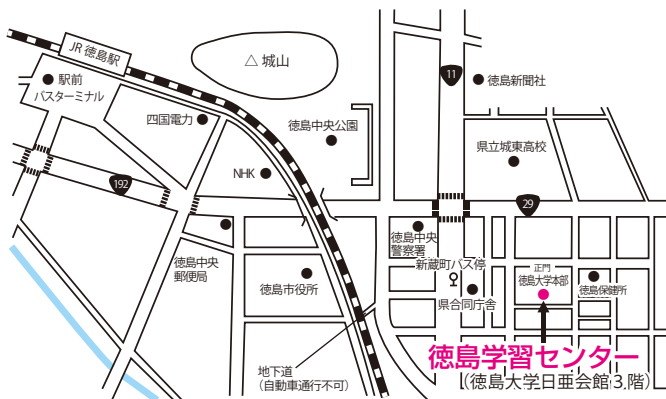 JR 徳島駅
駅前
バスターミナル
△ 城山
11
徳島新聞社
四国電力
徳島中央公園
県立城東高校
NHK
192
29
徳島中央
郵便局
徳島中央
警察署
新蔵町バス停
正門
徳島大学本部
徳島保健所
徳島市役所
県合同庁舎
地下道
(自動車通行不可)
徳島学習センター
(徳島大学日亜会館 3 階)